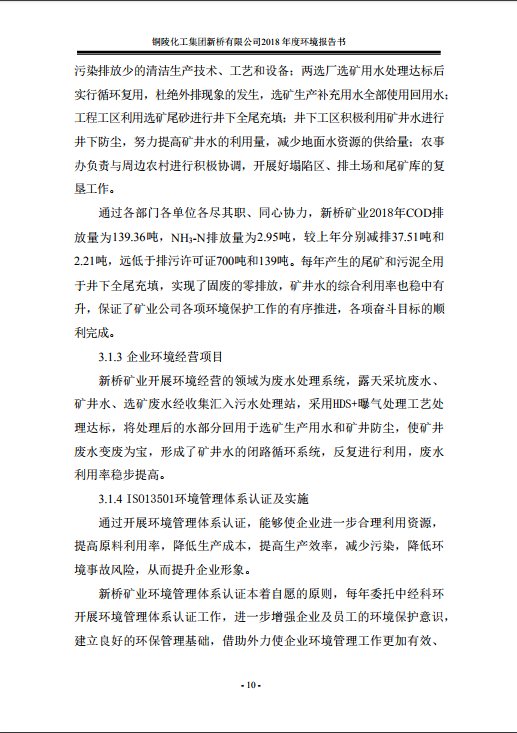 铜陵化工集团新桥有限公司2018 年度环境报告书
污染排放少的清洁生产技术、工艺和设备；两选厂选矿用水处理达标后
实行循环复用，杜绝外排现象的发生，选矿生产补充用水全部使用回用水；
工程工区利用选矿尾砂进行井下全尾充填；井下工区积极利用矿井水进行
井下防尘，努力提高矿井水的利用量，减少地面水资源的供给量；农事
办负责与周边农村进行积极协调，开展好塌陷区、排土场和尾矿库的复
垦工作。
通过各部门各单位各尽其职、同心协力，新桥矿业2018年COD排
放量为139.36吨，NH3-N排放量为2.95吨，较上年分别减排37.51吨和
2.21吨，远低于排污许可证700吨和139吨。每年产生的尾矿和污泥全用
于井下全尾充填，实现了固废的零排放，矿井水的综合利用率也稳中有
升，保证了矿业公司各项环境保护工作的有序推进，各项奋斗目标的顺
利完成。
3.1.3 企业环境经营项目
新桥矿业开展环境经营的领域为废水处理系统，露天采坑废水、
矿井水、选矿废水经收集汇入污水处理站，采用HDS+曝气处理工艺处
理达标，将处理后的水部分回用于选矿生产用水和矿井防尘，使矿井
废水变废为宝，形成了矿井水的闭路循环系统，反复进行利用，废水
利用率稳步提高。
3.1.4 ISO13501环境管理体系认证及实施
通过开展环境管理体系认证，能够使企业进一步合理利用资源，
提高原料利用率，降低生产成本，提高生产效率，减少污染，降低环
境事故风险，从而提升企业形象。
新桥矿业环境管理体系认证本着自愿的原则，每年委托中经科环
开展环境管理体系认证工作，进一步增强企业及员工的环境保护意识，
建立良好的环保管理基础，借助外力使企业环境管理工作更加有效、
- 10 -